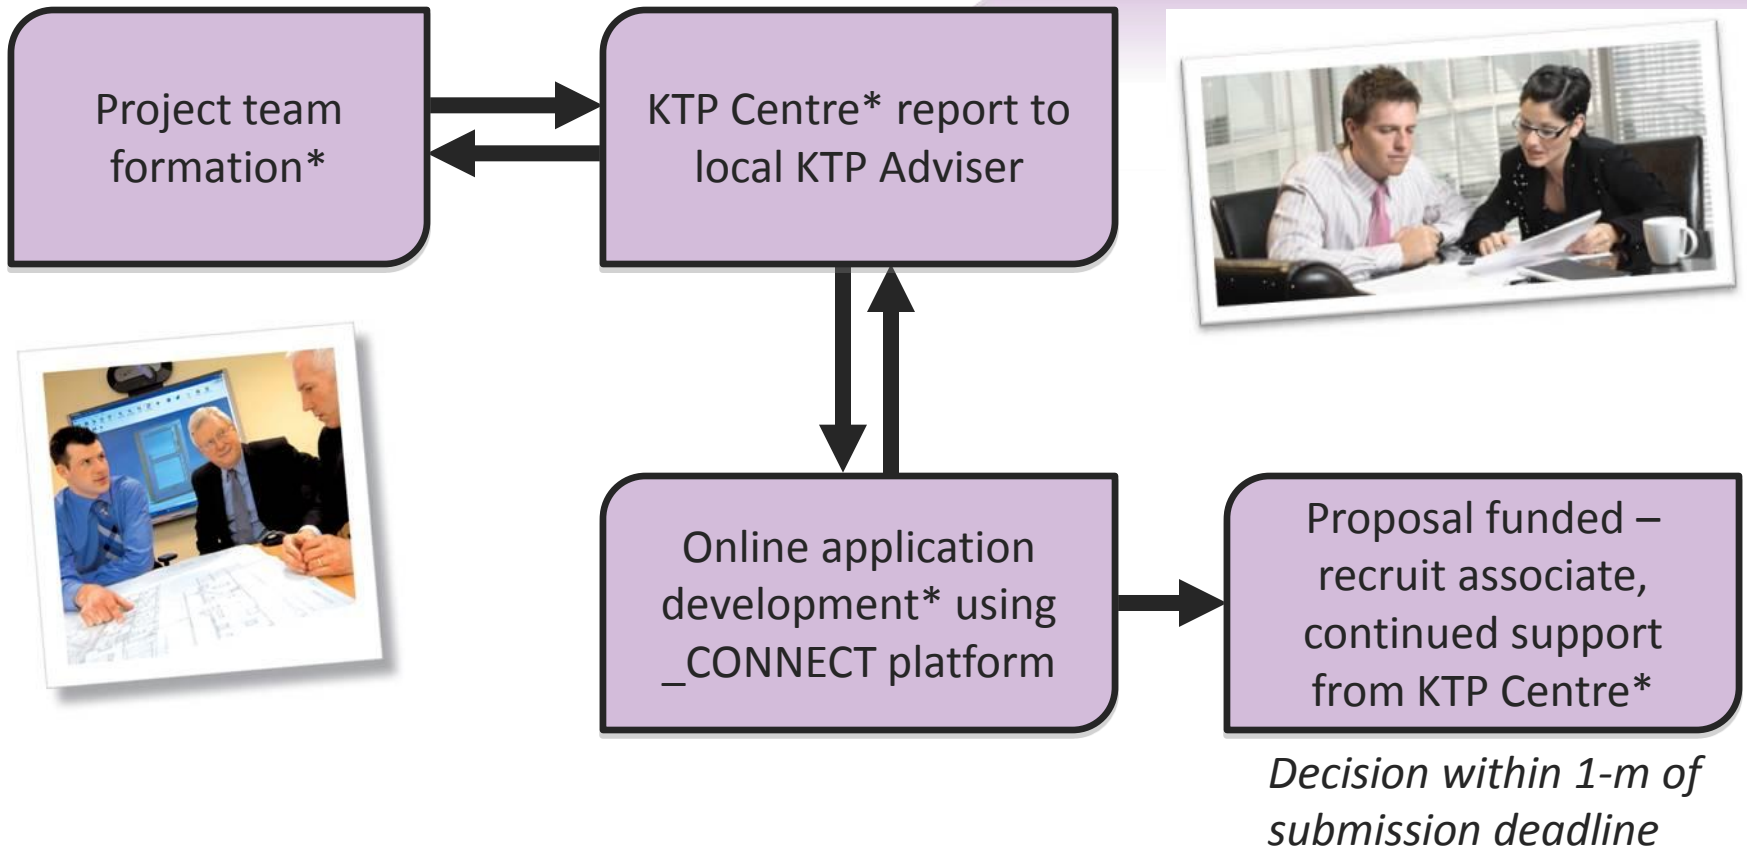 Project team
formation*
KTP Centre* report to
local KTP Adviser
Online application
development* using
_CONNECT platform
Proposal funded –
recruit associate,
continued support
from KTP Centre*
Decision within 1-m of
submission deadline